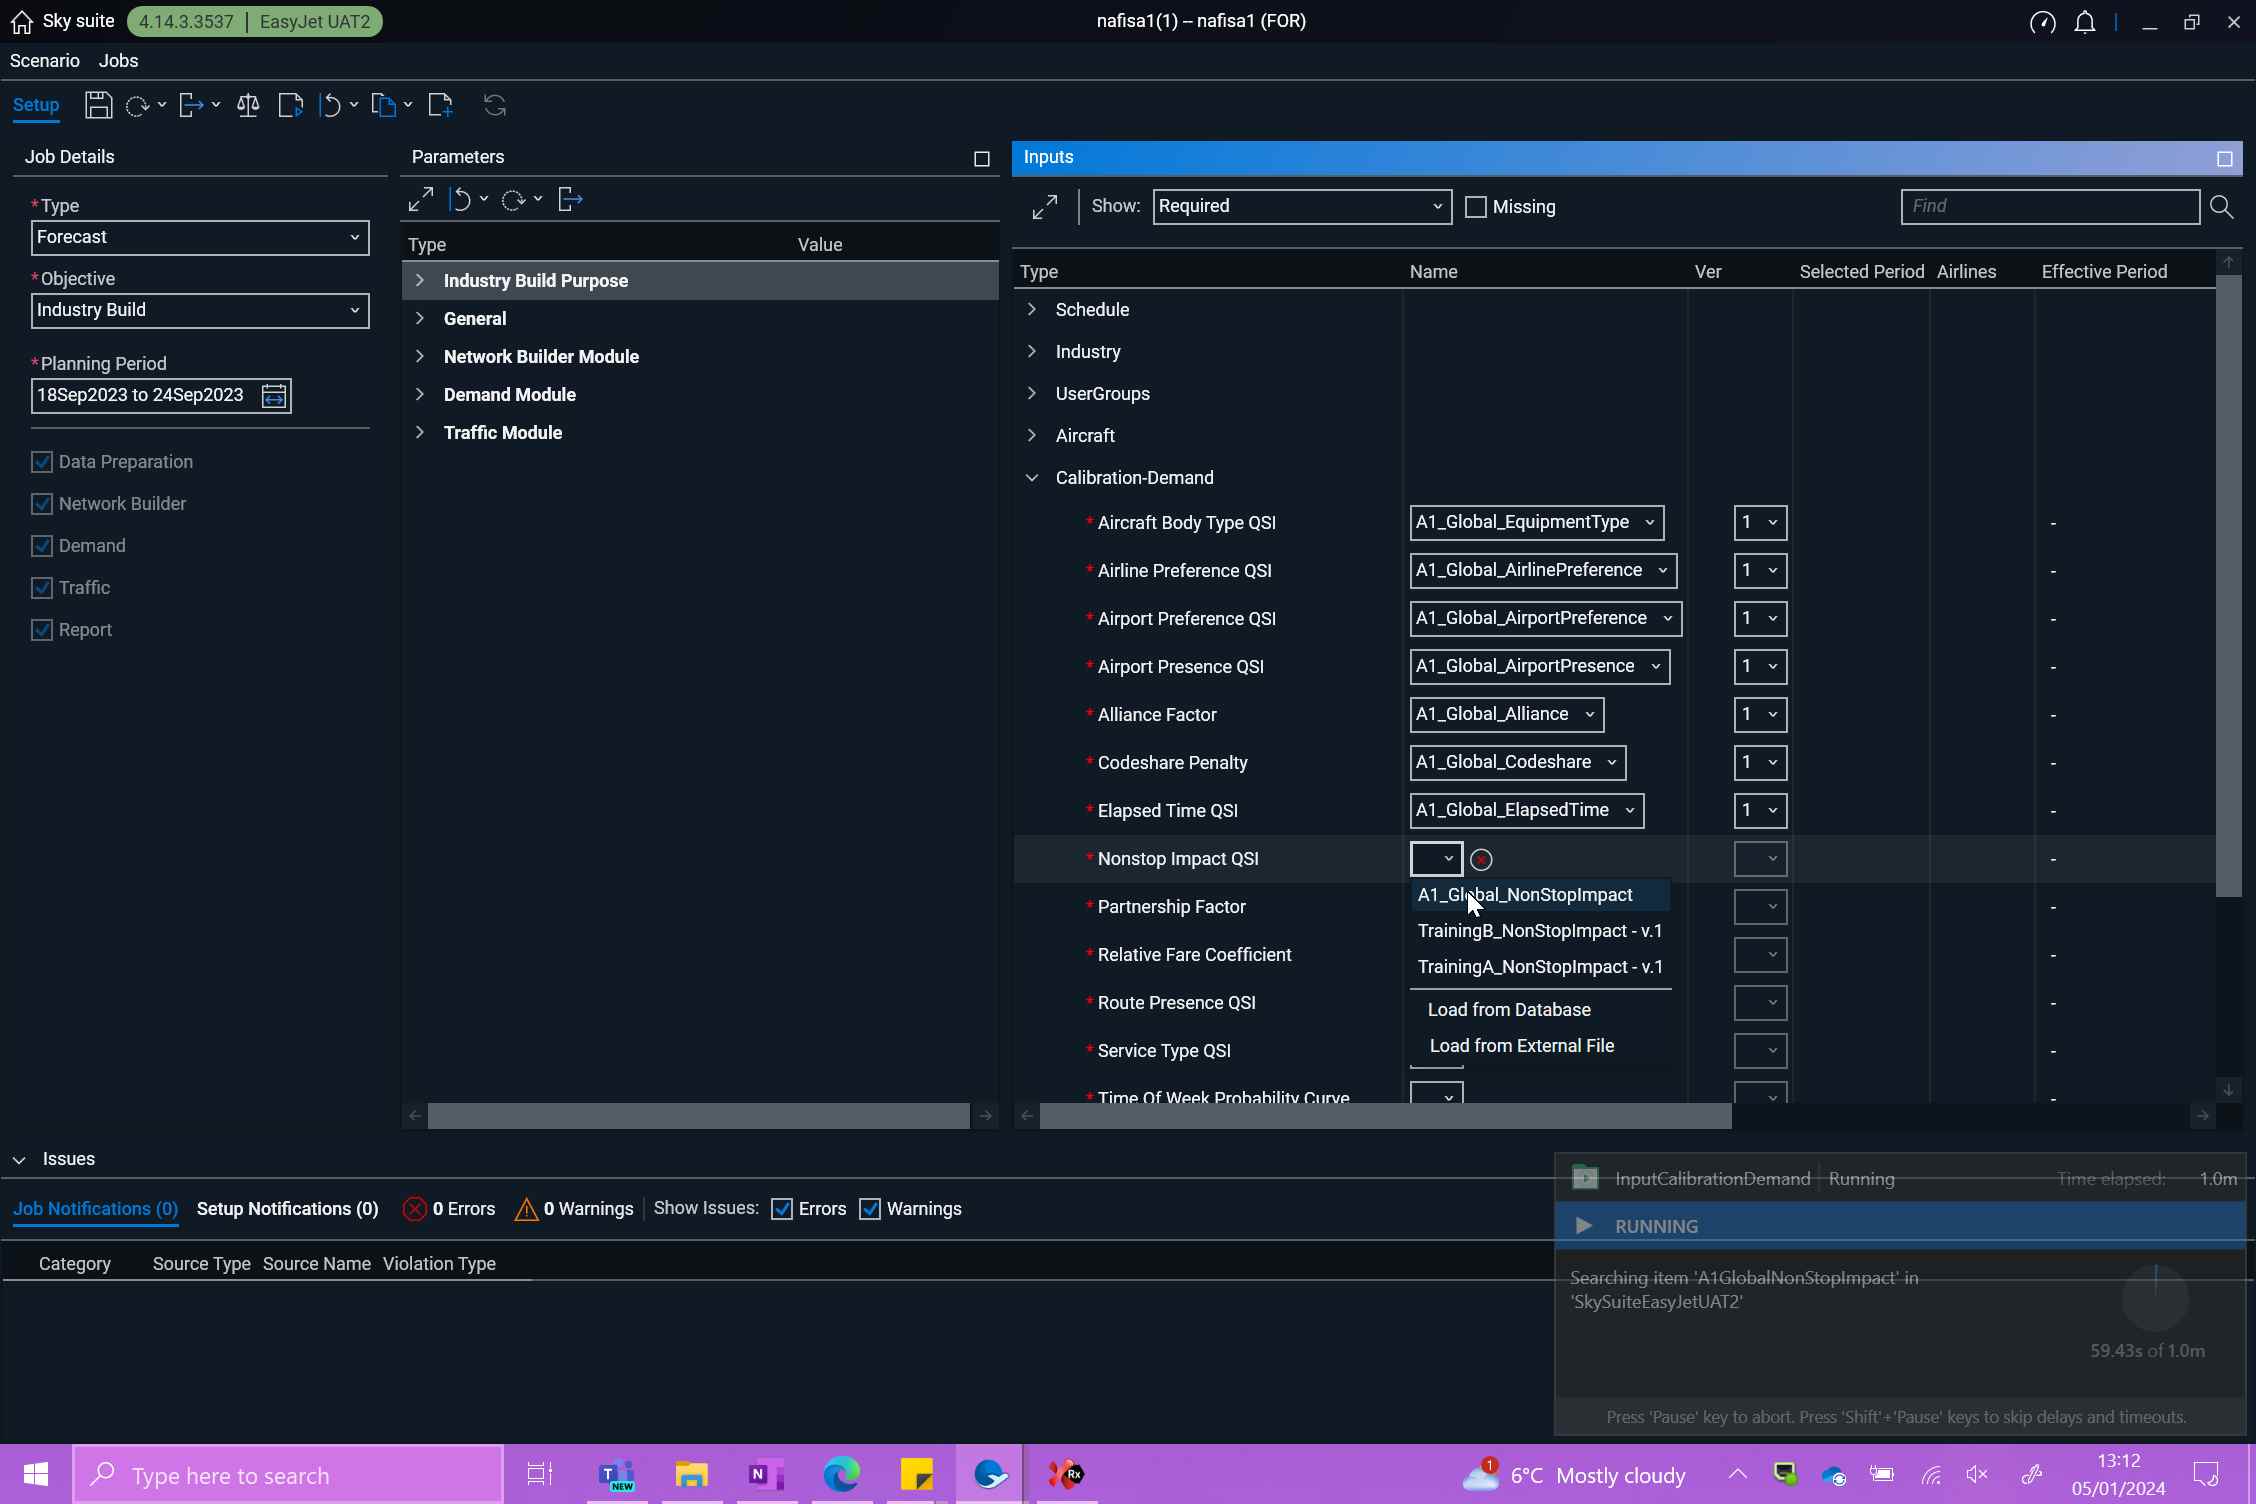 Sky suite 4.14.3.3537 | EasyJet UAT2 nafisa1(1) – nafisa1 (FOR)
Scenario Jobs
Setup
Job Details
*Type
Forecast
*Objective
Industry Build
*Planning Period
18Sep2023 to 24Sep2023
Data Preparation
Network Builder
Demand
Traffic
Report
Parameters
Type Value
Industry Build Purpose
General
Network Builder Module
Demand Module
Traffic Module
Inputs
Show: Required Missing Find
Type Name Ver Selected Period Airlines Effective Period
Schedule
Industry
UserGroups
Aircraft
Calibration-Demand
* Aircraft Body Type QSI A1_Global_EquipmentType 1 -
* Airline Preference QSI A1_Global_AirlinePreference 1 -
* Airport Preference QSI A1_Global_AirportPreference 1 -
* Airport Presence QSI A1_Global_AirportPresence 1 -
* Alliance Factor A1_Global_Alliance 1 -
* Codeshare Penalty A1_Global_Codeshare 1 -
* Elapsed Time QSI A1_Global_ElapsedTime 1 -
* Nonstop Impact QSI -
A1_Global_NonStopImpact
* Partnership Factor -
TrainingB_NonStopImpact - v.1
* Relative Fare Coefficient -
TrainingA_NonStopImpact - v.1
* Route Presence QSI -
Load from Database
* Service Type QSI -
Load from External File
* Time Of Week Probability Curve -
Issues
Job Notifications (0) Setup Notifications (0) 0 Errors 0 Warnings Show Issues: Errors Warnings
Category Source Type Source Name Violation Type
InputCalibrationDemand Running Time elapsed: 1.0m
RUNNING
Searching item 'A1GlobalNonStopImpact' in
'SkySuiteEasyJetUAT2'
59.43s of 1.0m
Press 'Pause' key to abort. Press 'Shift'+'Pause' keys to skip delays and timeouts.
Type here to search
NEW
1
6°C Mostly cloudy
13:12
05/01/2024